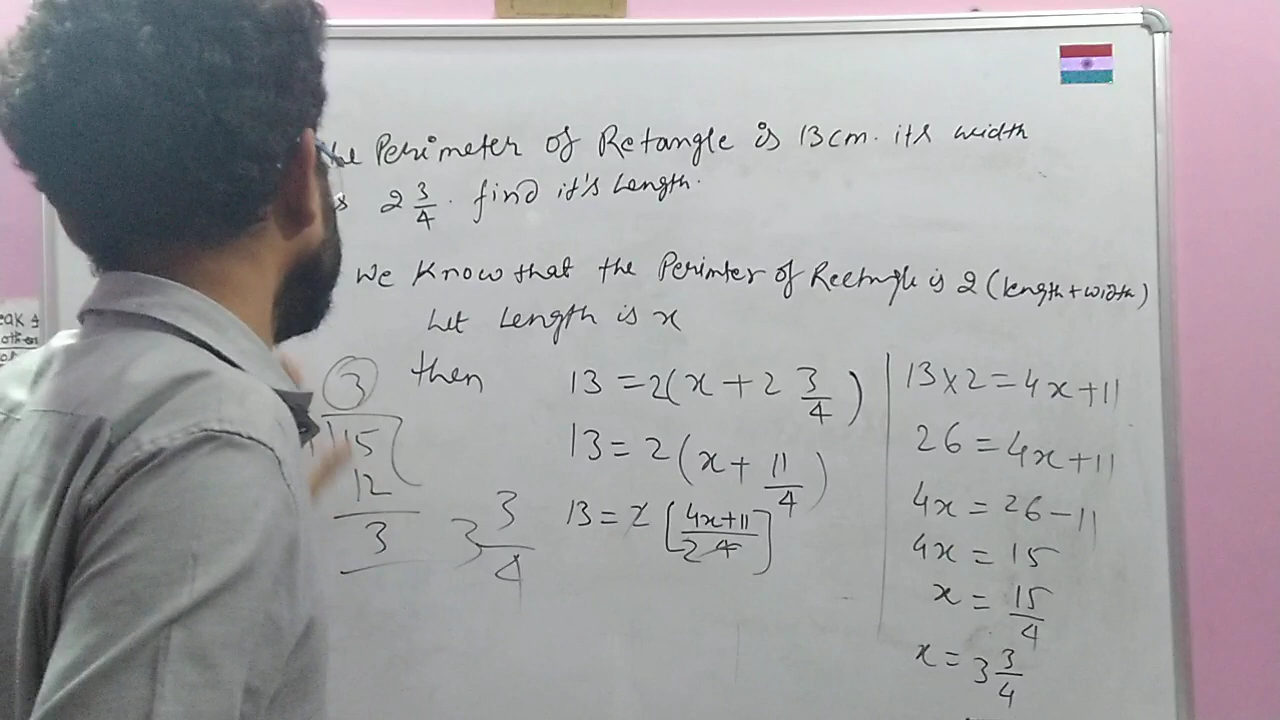 he Perimeter of Retangle is 13cm. its width
s 2 3/4. find it's Length.
We Know that the Perimter of Rectngle is 2 (length + width)
Let Length is x
then
13 = 2(x + 2 3/4)
13 = 2(x + 11/4)
13 = 2 [4x+11 / 2 4]
13 x 2 = 4x + 11
26 = 4x + 11
4x = 26 - 11
4x = 15
x = 15/4
x = 3 3/4
3
15
12
3
3 3/4